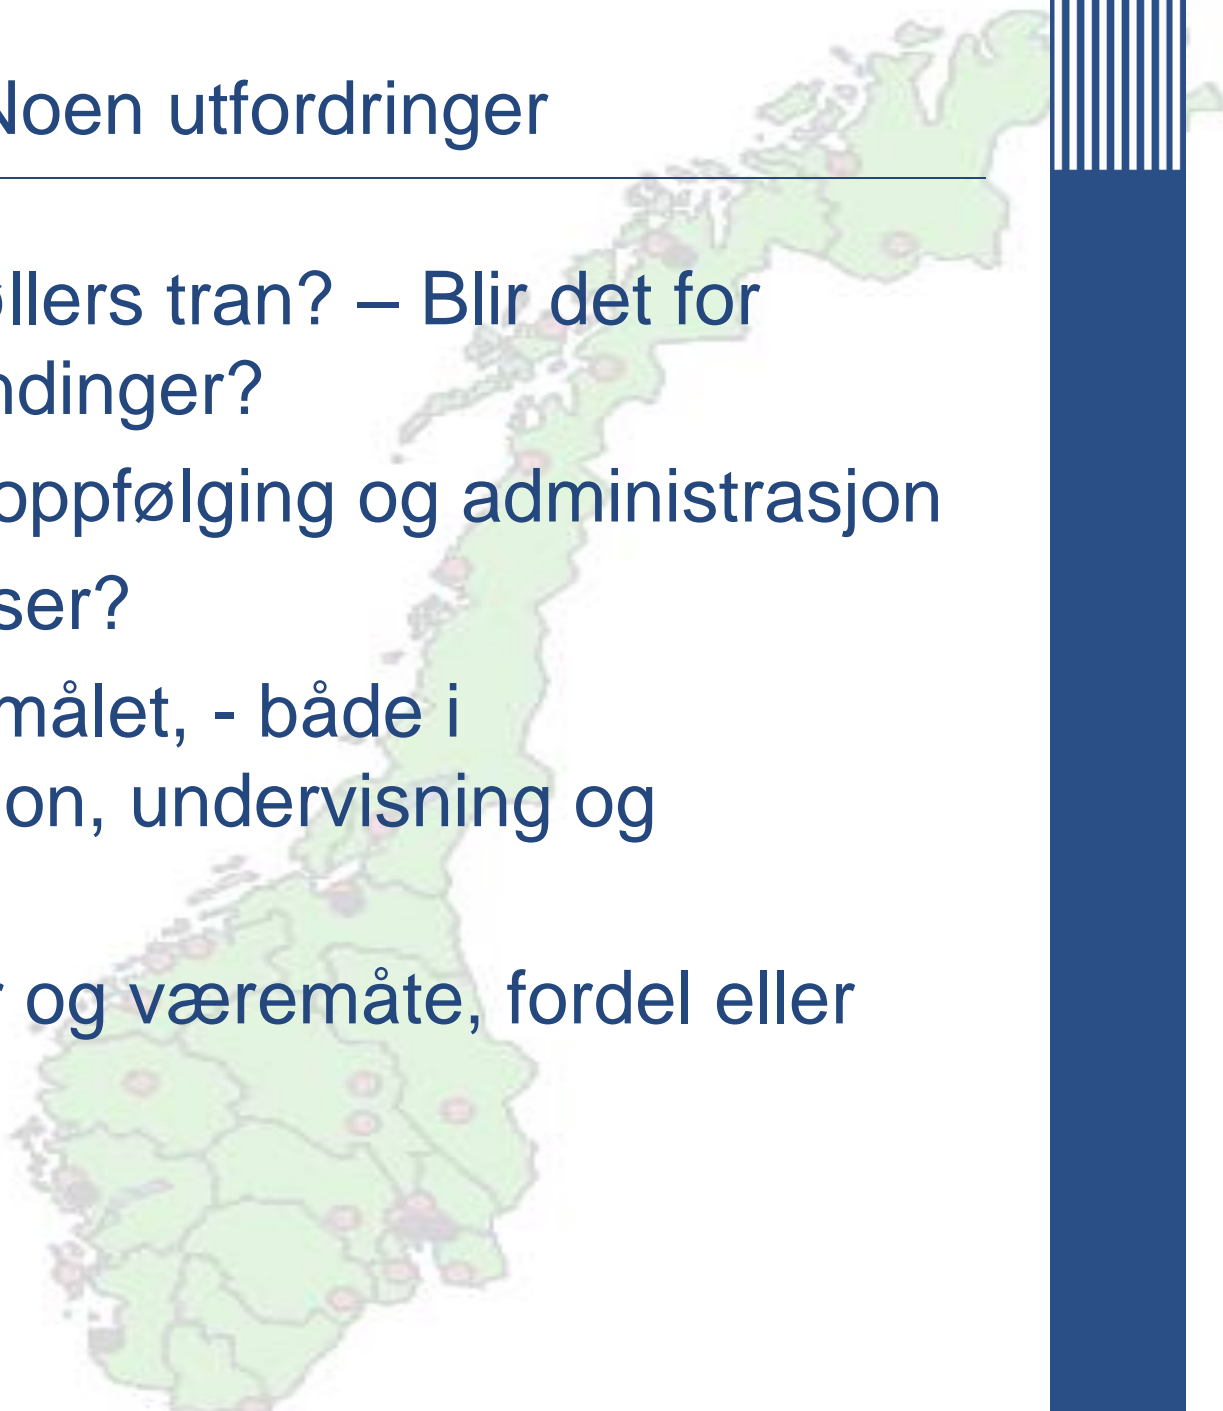 Noen utfordringer
øllers tran? – Blir det for
ndinger?
oppfølging og administrasjon
ser?
målet, - både i
on, undervisning og
r og væremåte, fordel eller